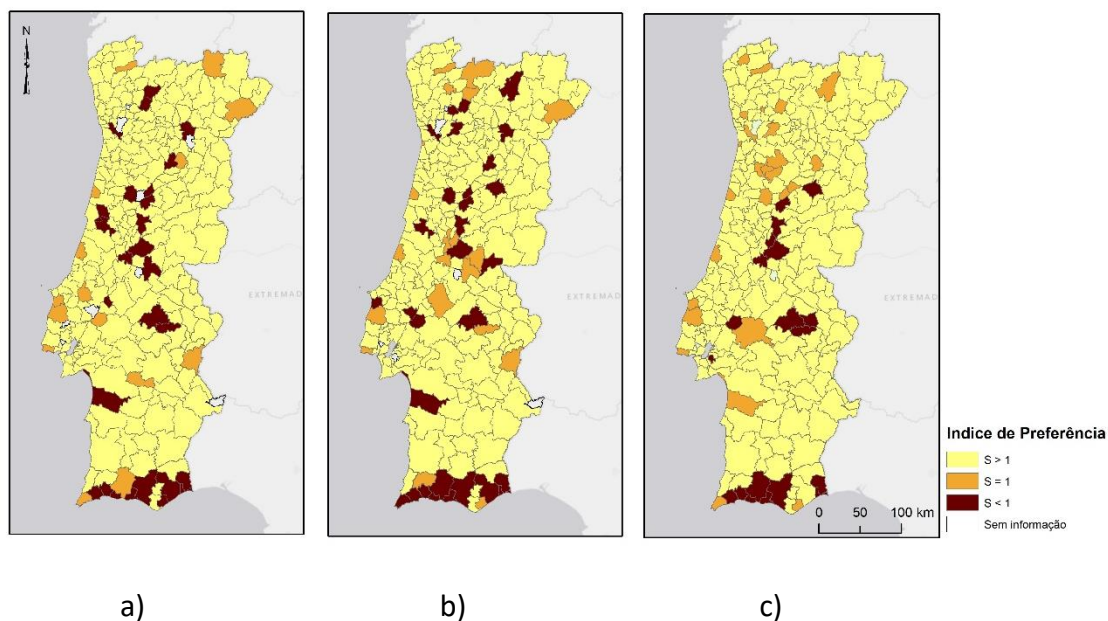 N
EXTREMAD
EXTREMAD
EXTREMAD
Indice de Preferência
S > 1
S = 1
S < 1
Sem informação
0 50 100 km
a) b) c)